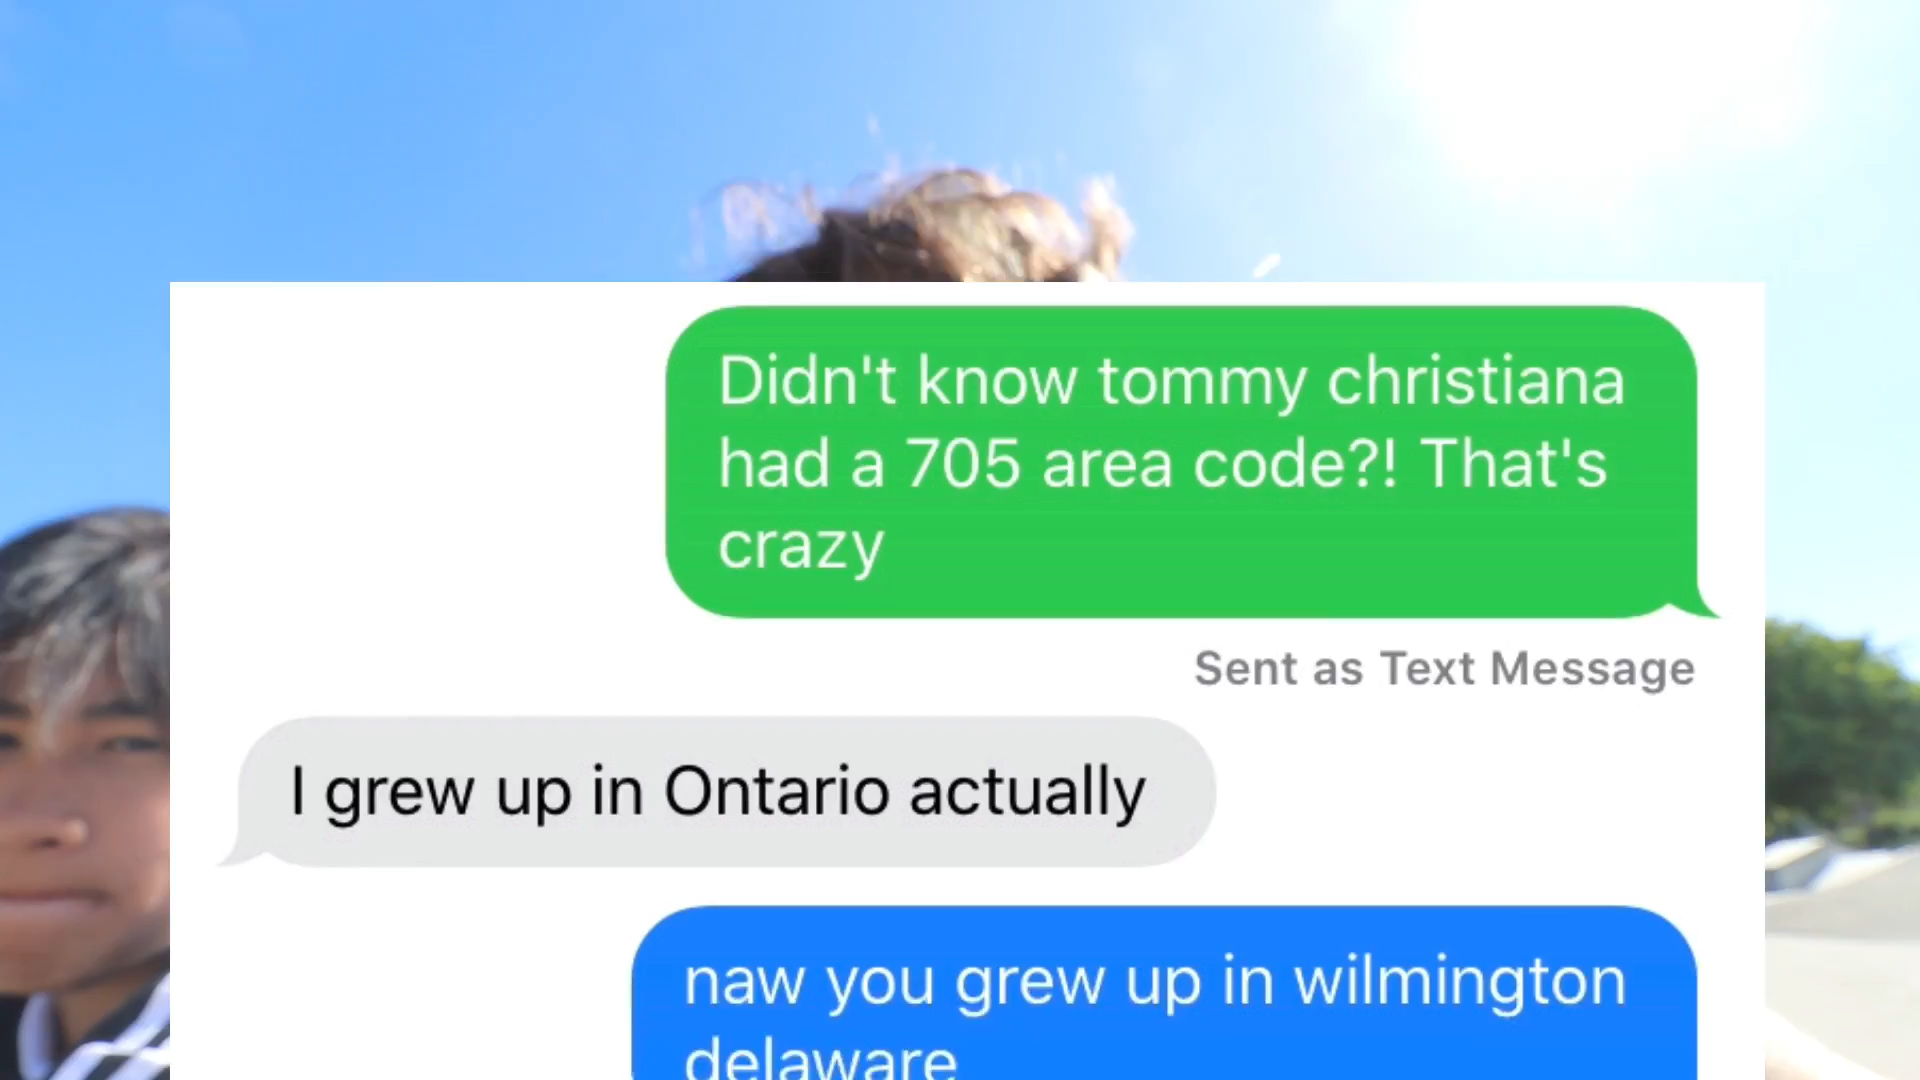 Didn't know tommy christiana
had a 705 area code?! That's
crazy
Sent as Text Message
I grew up in Ontario actually
naw you grew up in wilmington
delaware